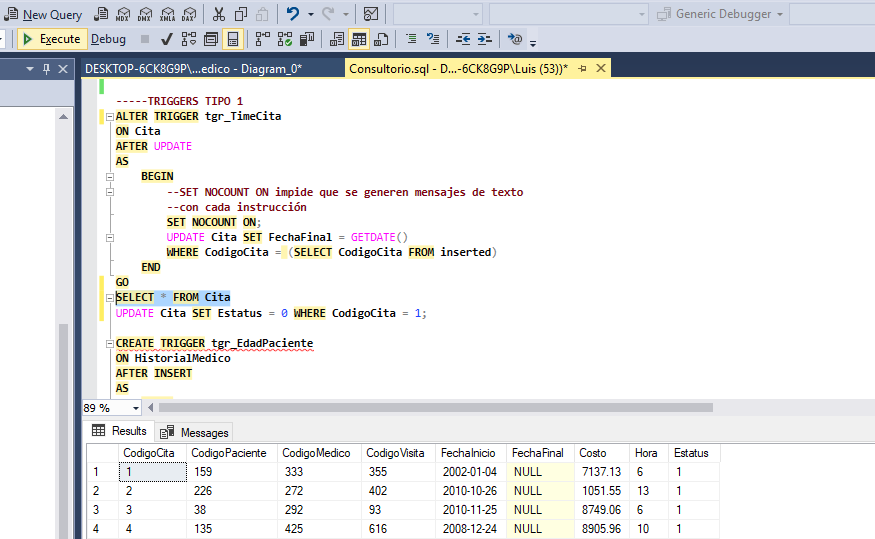 New Query MDX DMX XMLA DAX Generic Debugger
Execute Debug
DESKTOP-6CK8G9P\...edico - Diagram_0* Consultorio.sql - D...-6CK8G9P\Luis (53))*
-----TRIGGERS TIPO 1
ALTER TRIGGER tgr_TimeCita
ON Cita
AFTER UPDATE
AS
BEGIN
--SET NOCOUNT ON impide que se generen mensajes de texto
--con cada instrucción
SET NOCOUNT ON;
UPDATE Cita SET FechaFinal = GETDATE()
WHERE CodigoCita = (SELECT CodigoCita FROM inserted)
END
GO
SELECT * FROM Cita
UPDATE Cita SET Estatus = 0 WHERE CodigoCita = 1;
CREATE TRIGGER tgr_EdadPaciente
ON HistorialMedico
AFTER INSERT
AS
89 %
Results Messages
CodigoCita CodigoPaciente CodigoMedico CodigoVisita FechaInicio FechaFinal Costo Hora Estatus
1 1 159 333 355 2002-01-04 NULL 7137.13 6 1
2 2 226 272 402 2010-10-26 NULL 1051.55 13 1
3 3 38 292 93 2010-11-25 NULL 8749.06 6 1
4 4 135 425 616 2008-12-24 NULL 8905.96 10 1